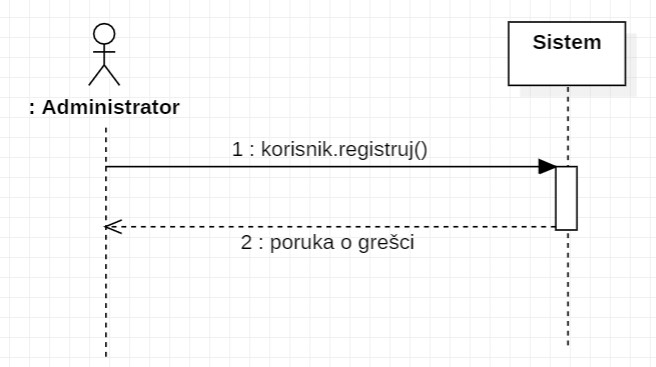 Sistem
: Administrator
1 : korisnik.registruj()
2 : poruka o grešci